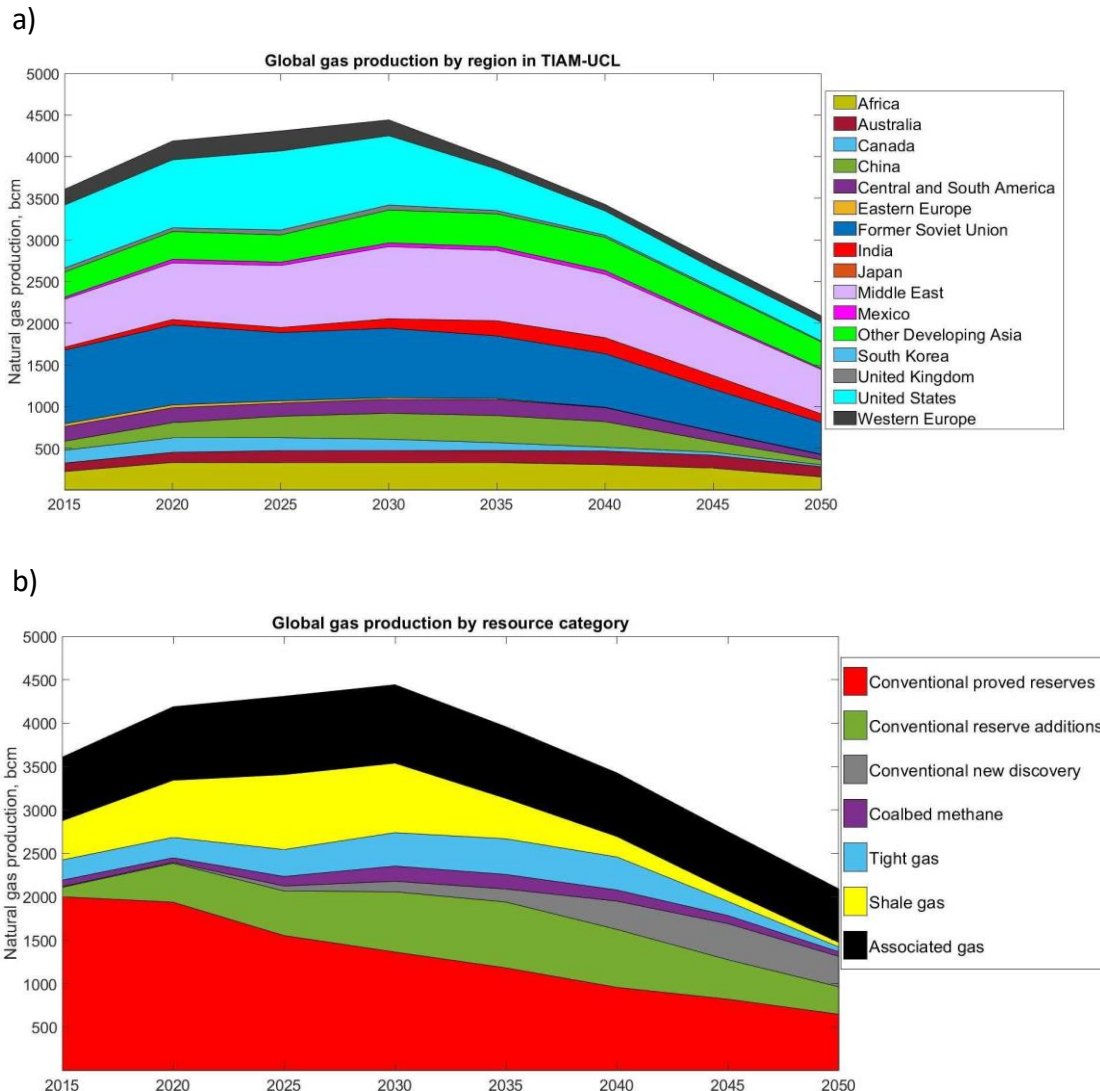 a)
Global gas production by region in TIAM-UCL
Natural gas production, bcm
5000
4500
4000
3500
3000
2500
2000
1500
1000
500
2015 2020 2025 2030 2035 2040 2045 2050
Africa
Australia
Canada
China
Central and South America
Eastern Europe
Former Soviet Union
India
Japan
Middle East
Mexico
Other Developing Asia
South Korea
United Kingdom
United States
Western Europe
b)
Global gas production by resource category
Natural gas production, bcm
5000
4500
4000
3500
3000
2500
2000
1500
1000
500
2015 2020 2025 2030 2035 2040 2045 2050
Conventional proved reserves
Conventional reserve additions
Conventional new discovery
Coalbed methane
Tight gas
Shale gas
Associated gas